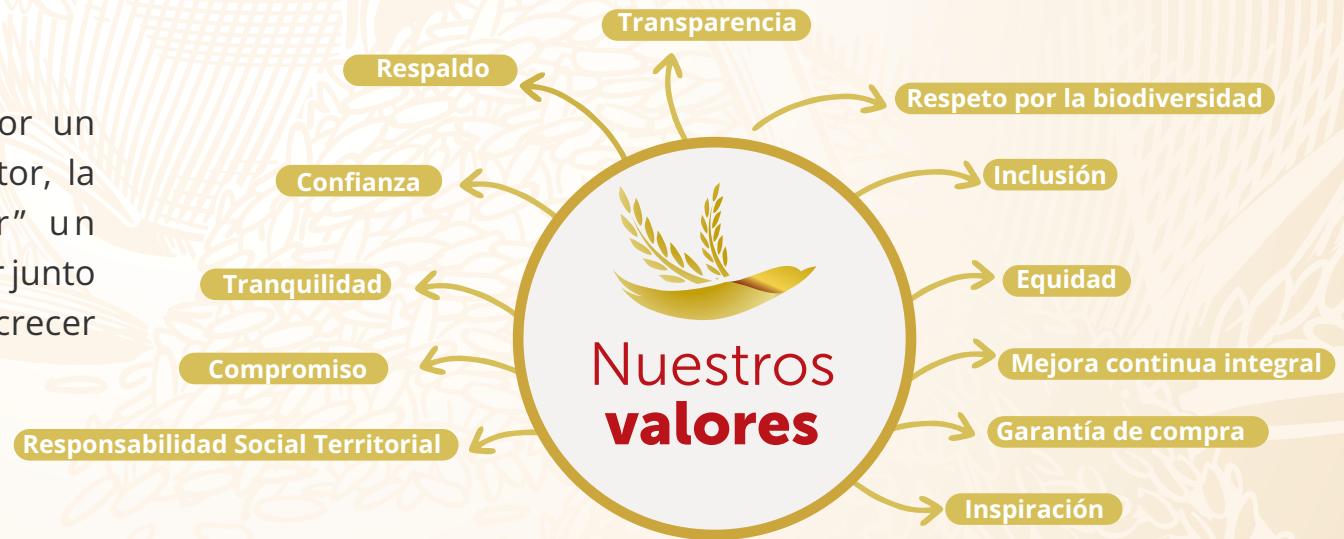 or un
tor, la
r” un
r junto
crecer
Transparencia
Respaldo
Respeto por la biodiversidad
Confianza
Inclusión
Tranquilidad
Equidad
Compromiso
Mejora continua integral
Responsabilidad Social Territorial
Garantía de compra
Inspiración
Nuestros
valores